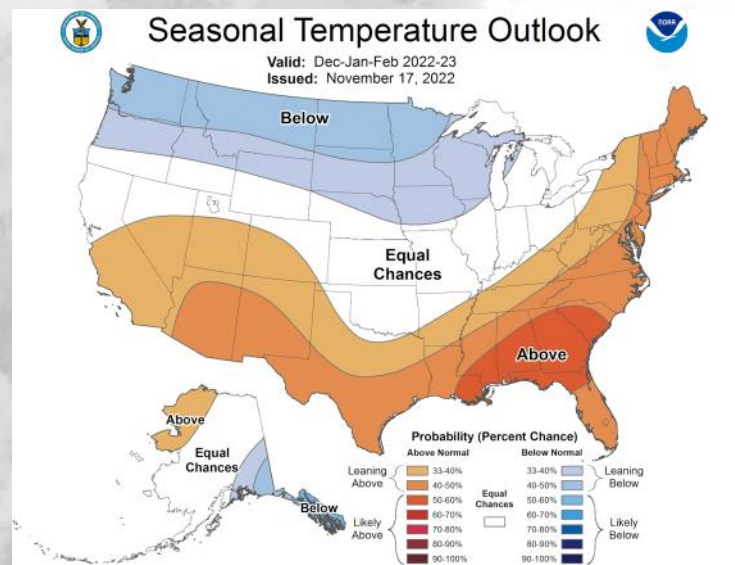 Seasonal Temperature Outlook
NOAA
Valid: Dec-Jan-Feb 2022-23
Issued: November 17, 2022
Below
Equal
Chances
Above
Above
Equal
Chances
Below
Probability (Percent Chance)
Above Normal
Below Normal
Leaning
Above
33-40%
40-50%
Likely
Above
50-60%
60-70%
70-80%
80-90%
90-100%
Equal
Chances
33-40%
40-50%
Leaning
Below
50-60%
60-70%
70-80%
80-90%
90-100%
Likely
Below